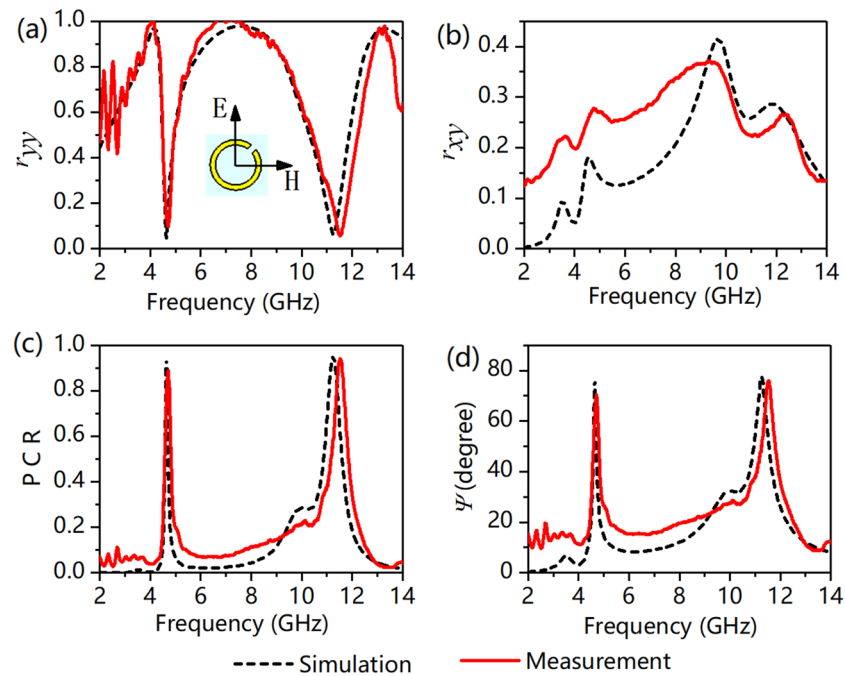 (a)
r_yy
1.0
0.8
0.6
0.4
0.2
0.0
E
H
2 4 6 8 10 12 14
Frequency (GHz)
(b)
r_xy
0.4
0.3
0.2
0.1
0.0
2 4 6 8 10 12 14
Frequency (GHz)
(c)
P C R
1.0
0.8
0.6
0.4
0.2
0.0
2 4 6 8 10 12 14
Frequency (GHz)
(d)
Ψ (degree)
80
60
40
20
0
2 4 6 8 10 12 14
Frequency (GHz)
Simulation Measurement